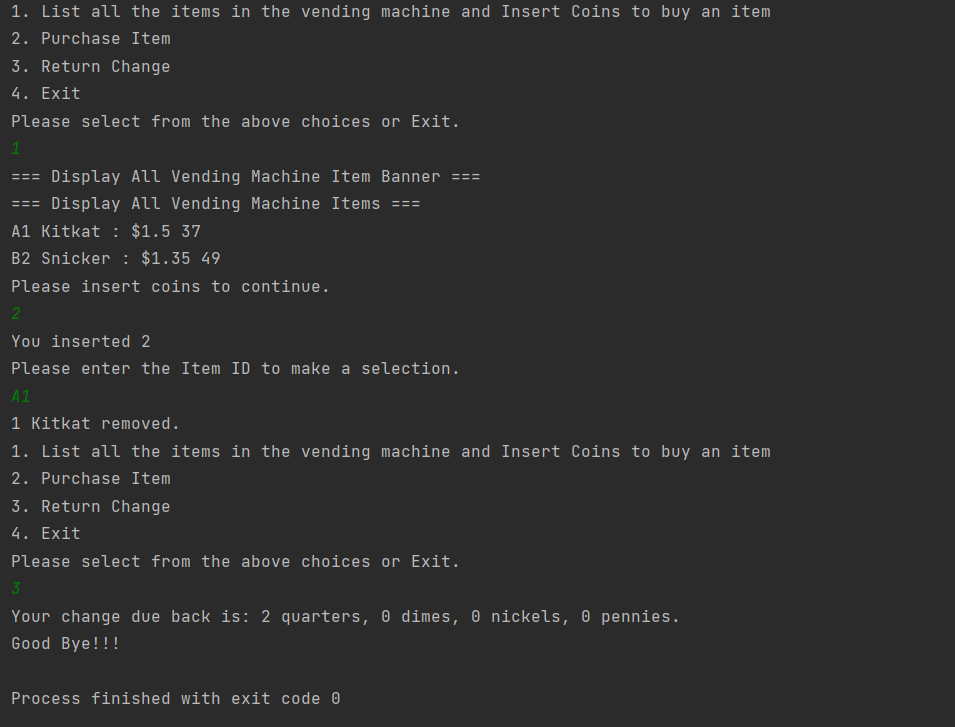 1. List all the items in the vending machine and Insert Coins to buy an item
2. Purchase Item
3. Return Change
4. Exit
Please select from the above choices or Exit.
1
=== Display All Vending Machine Item Banner ===
=== Display All Vending Machine Items ===
A1 Kitkat : $1.5 37
B2 Snicker : $1.35 49
Please insert coins to continue.
2
You inserted 2
Please enter the Item ID to make a selection.
A1
1 Kitkat removed.
1. List all the items in the vending machine and Insert Coins to buy an item
2. Purchase Item
3. Return Change
4. Exit
Please select from the above choices or Exit.
3
Your change due back is: 2 quarters, 0 dimes, 0 nickels, 0 pennies.
Good Bye!!!
Process finished with exit code 0